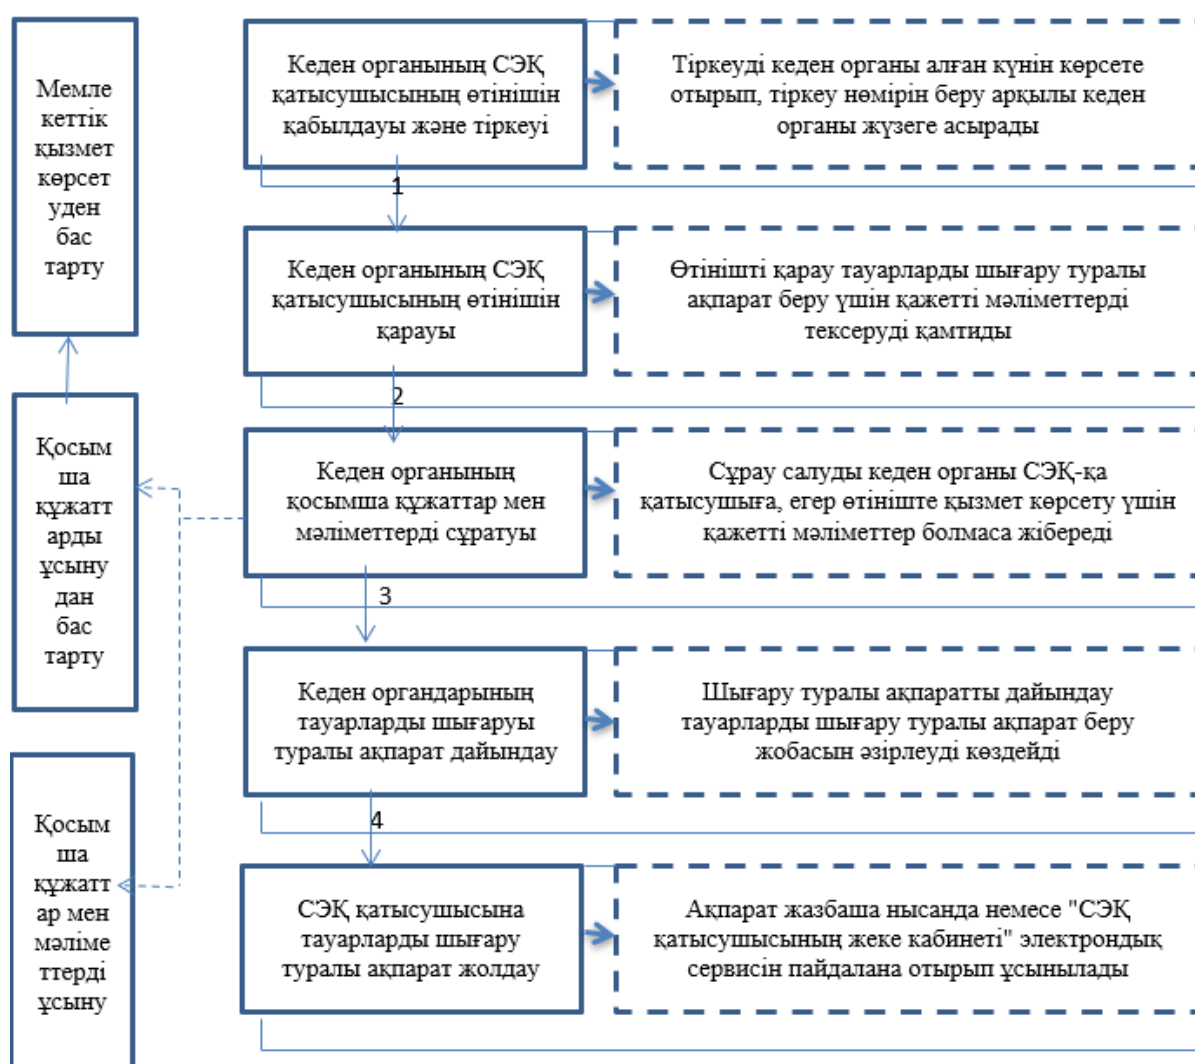 Мемле
кеттік
қызмет
көрсет
уден
бас
тарту
Кеден органының СЭҚ
қатысушысының өтінішін
қабылдауы және тіркеуі
Тіркеуді кеден органы алған күнін көрсете
отырып, тіркеу нөмірін беру арқылы кеден
органы жүзеге асырады
1
Кеден органының СЭҚ
қатысушысының өтінішін
қарауы
Өтінішті қарау тауарларды шығару туралы
ақпарат беру үшін қажетті мәліметтерді
тексеруді қамтиды
2
Қосым
ша
құжатт
арды
ұсыну
дан
бас
тарту
Кеден органының
қосымша құжаттар мен
мәліметтерді сұратуы
Сұрау салуды кеден органы СЭҚ-қа
қатысушыға, егер өтініште қызмет көрсету үшін
қажетті мәліметтер болмаса жібереді
3
Кеден органдарының
тауарларды шығаруы
туралы ақпарат дайындау
Шығару туралы ақпаратты дайындау
тауарларды шығару туралы ақпарат беру
жобасын әзірлеуді көздейді
4
Қосым
ша
құжатт
ар мен
мәліме
ттерді
ұсыну
СЭҚ қатысушысына
тауарларды шығару
туралы ақпарат жолдау
Ақпарат жазбаша нысанда немесе "СЭҚ
қатысушысының жеке кабинеті" электрондық
сервисін пайдалана отырып ұсынылады